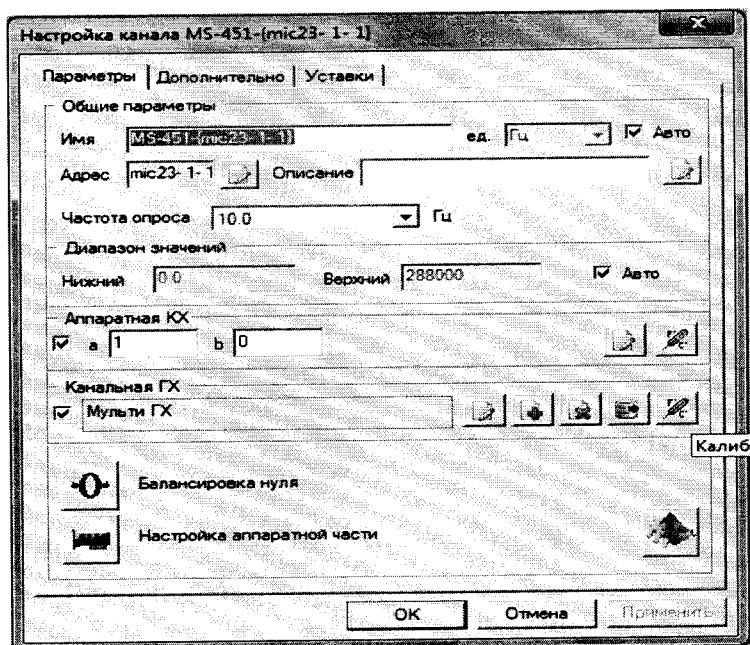 Настройка канала MS-451-{mic23- 1- 1}
Параметры Дополнительно Уставки
Общие параметры
Имя MS-451-{mic23- 1- 1} ед. Гц Авто
Адрес mic23- 1- 1 Описание
Частота опроса 10.0 Гц
Диапазон значений
Нижний 0.0 Верхний 288000 Авто
Аппаратная КХ
a 1 b 0
Канальная ГХ
Мульти ГХ
Калиб
Балансировка нуля
Настройка аппаратной части
OK Отмена Применить